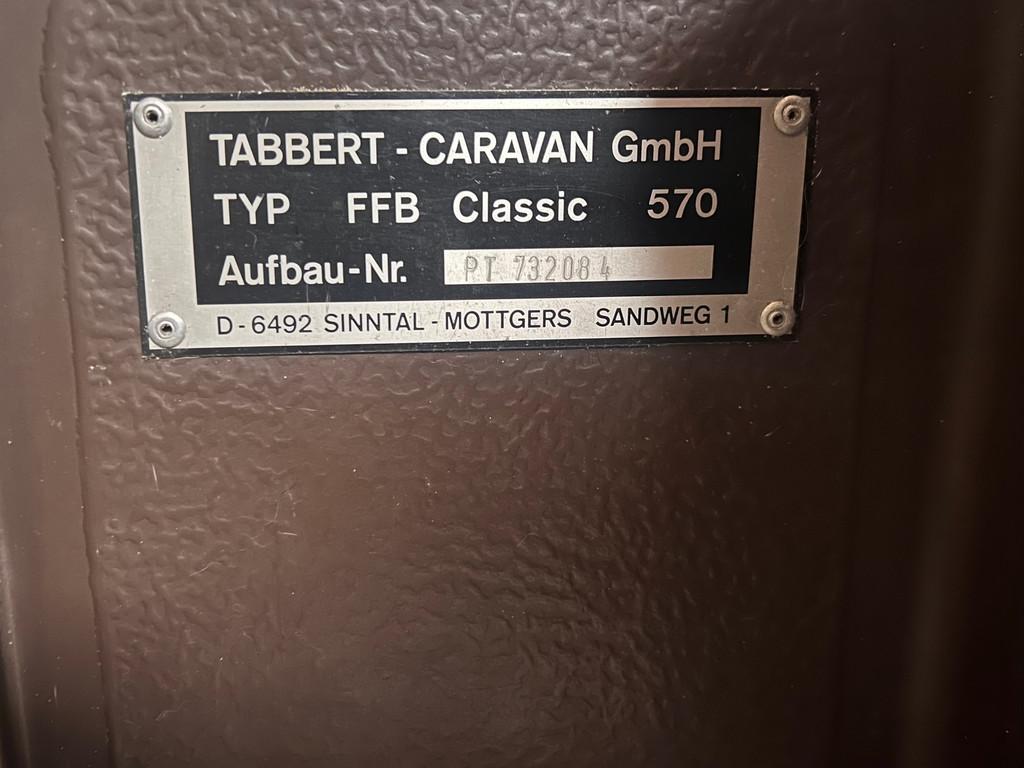 TABBERT - CARAVAN GmbH
TYP FFB Classic 570
Aufbau-Nr. PT 732084
D-6492 SINNTAL - MOTTGERS SANDWEG 1